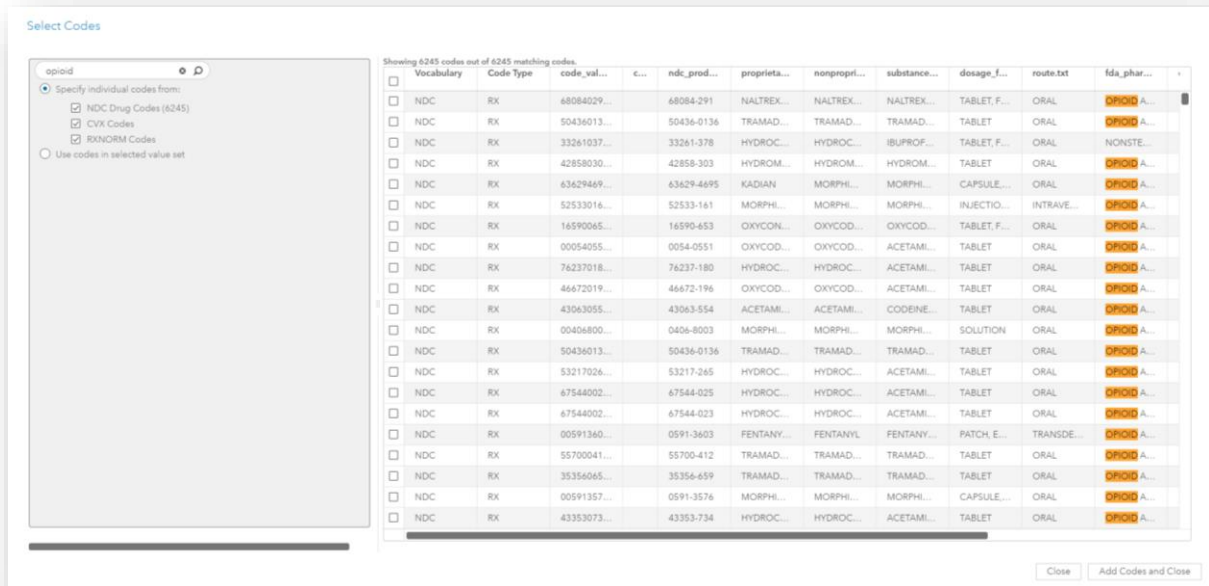 Select Codes
opioid
Specify individual codes from:
NDC Drug Codes (6245)
CVX Codes
RXNORM Codes
Use codes in selected value set
Showing 6245 codes out of 6245 matching codes.
Vocabulary Code Type code_val... c... ndc_prod... proprieta... nonpropri... substance... dosage_f... route.txt fda_phar...
NDC RX 68084029... 68084-291 NALTREX... NALTREX... NALTREX... TABLET, F... ORAL OPIOID A...
NDC RX 50436013... 50436-0136 TRAMAD... TRAMAD... TRAMAD... TABLET ORAL OPIOID A...
NDC RX 33261037... 33261-378 HYDROC... HYDROC... IBUPROF... TABLET, F... ORAL NONSTE...
NDC RX 42858030... 42858-303 HYDROM... HYDROM... HYDROM... TABLET ORAL OPIOID A...
NDC RX 63629469... 63629-4695 KADIAN MORPHI... MORPHI... CAPSULE,... ORAL OPIOID A...
NDC RX 52533016... 52533-161 MORPHI... MORPHI... MORPHI... INJECTIO... INTRAVE... OPIOID A...
NDC RX 16590065... 16590-653 OXYCON... OXYCOD... OXYCOD... TABLET, F... ORAL OPIOID A...
NDC RX 00054055... 0054-0551 OXYCOD... OXYCOD... ACETAMI... TABLET ORAL OPIOID A...
NDC RX 76237018... 76237-180 HYDROC... HYDROC... ACETAMI... TABLET ORAL OPIOID A...
NDC RX 46672019... 46672-196 OXYCOD... OXYCOD... ACETAMI... TABLET ORAL OPIOID A...
NDC RX 43063055... 43063-554 ACETAMI... ACETAMI... CODEINE... TABLET ORAL OPIOID A...
NDC RX 00406800... 0406-8003 MORPHI... MORPHI... MORPHI... SOLUTION ORAL OPIOID A...
NDC RX 50436013... 50436-0136 TRAMAD... TRAMAD... TRAMAD... TABLET ORAL OPIOID A...
NDC RX 53217026... 53217-265 HYDROC... HYDROC... ACETAMI... TABLET ORAL OPIOID A...
NDC RX 67544002... 67544-025 HYDROC... HYDROC... ACETAMI... TABLET ORAL OPIOID A...
NDC RX 67544002... 67544-023 HYDROC... HYDROC... ACETAMI... TABLET ORAL OPIOID A...
NDC RX 00591360... 0591-3603 FENTANY... FENTANYL FENTANY... PATCH, E... TRANSDE... OPIOID A...
NDC RX 55700041... 55700-412 TRAMAD... TRAMAD... TRAMAD... TABLET ORAL OPIOID A...
NDC RX 35356065... 35356-659 TRAMAD... TRAMAD... TRAMAD... TABLET ORAL OPIOID A...
NDC RX 00591357... 0591-3576 MORPHI... MORPHI... MORPHI... CAPSULE,... ORAL OPIOID A...
NDC RX 43353073... 43353-734 HYDROC... HYDROC... ACETAMI... TABLET ORAL OPIOID A...
Close Add Codes and Close